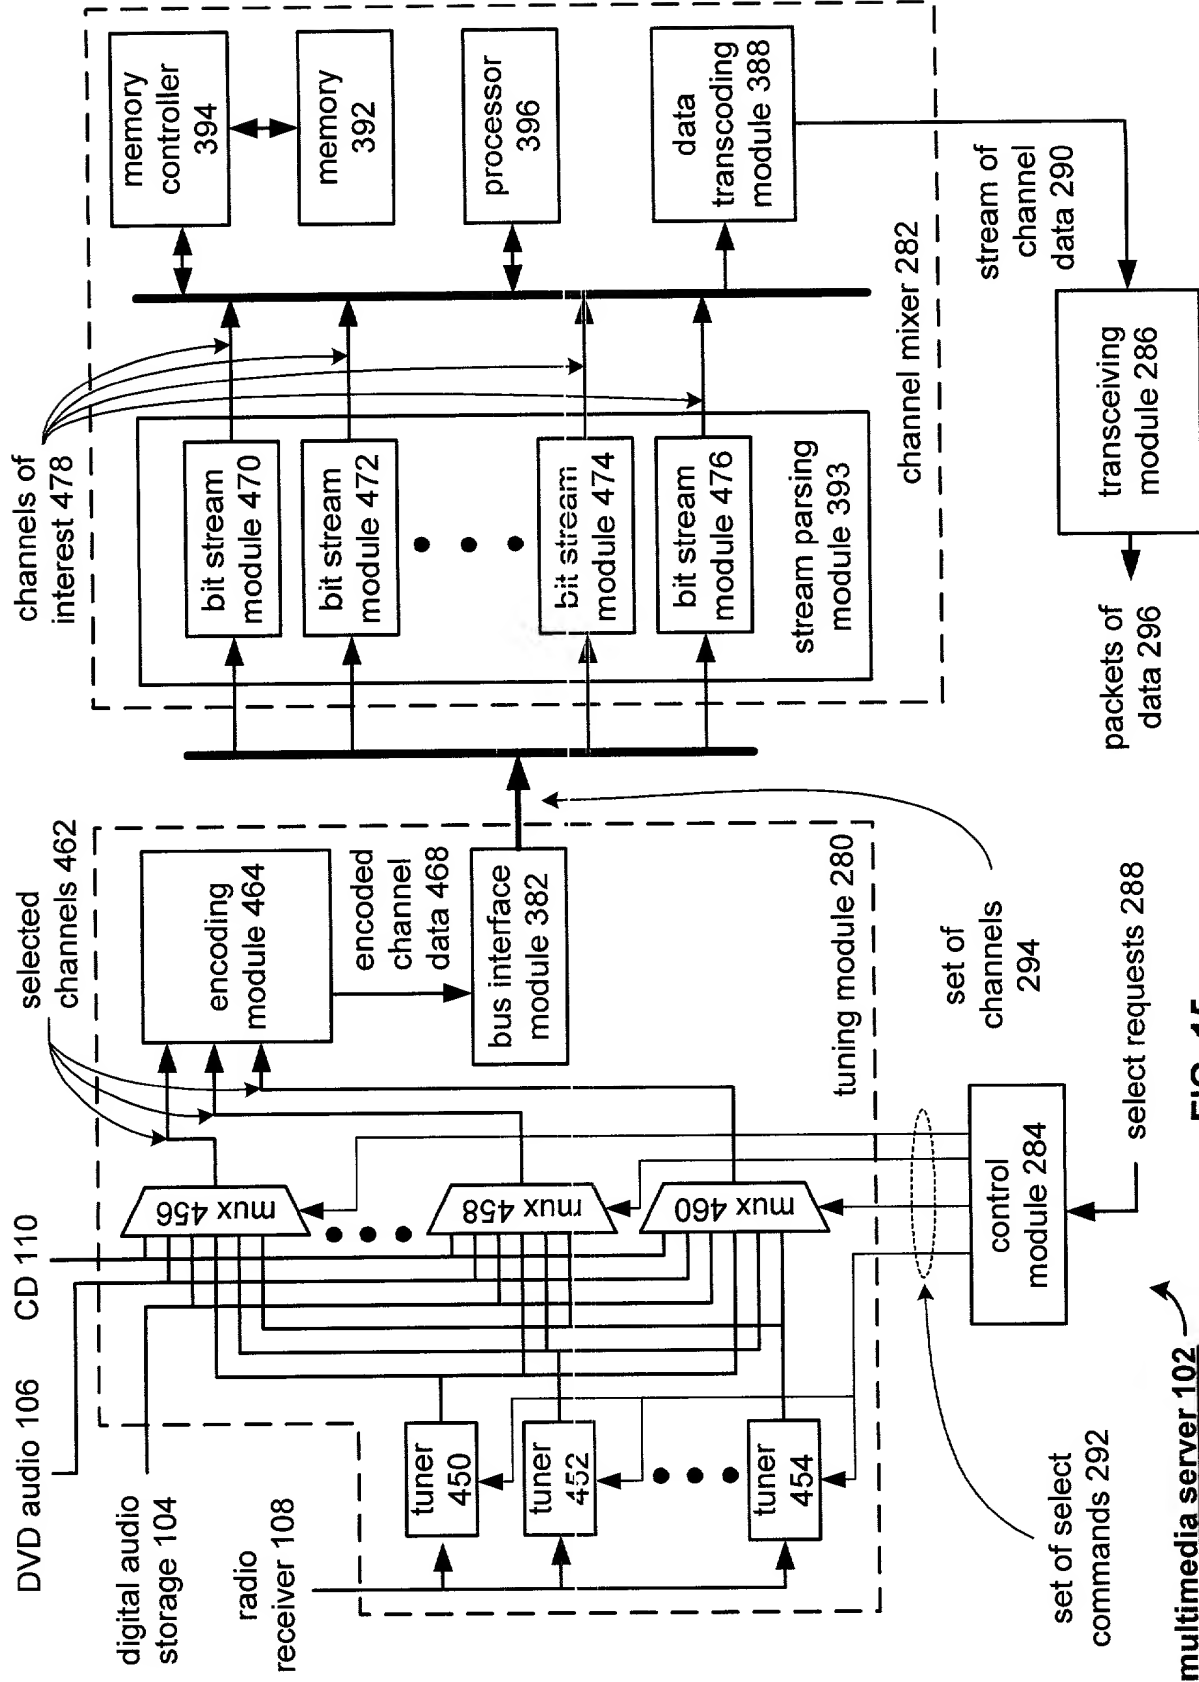 DVD audio 106
CD 110
digital audio
storage 104
radio
receiver 108
tuner
450
tuner
452
tuner
454
mux 456
mux 458
mux 460
selected
channels 462
encoding
module 464
encoded
channel
data 468
bus interface
module 382
tuning module 280
set of
channels
294
control
module 284
select requests 288
set of select
commands 292
multimedia server 102
channels of
interest 478
bit stream
module 470
bit stream
module 472
bit stream
module 474
bit stream
module 476
stream parsing
module 393
channel mixer 282
memory
controller
394
memory
392
processor
396
data
transcoding
module 388
stream of
channel
data 290
transceiving
module 286
packets of
data 296